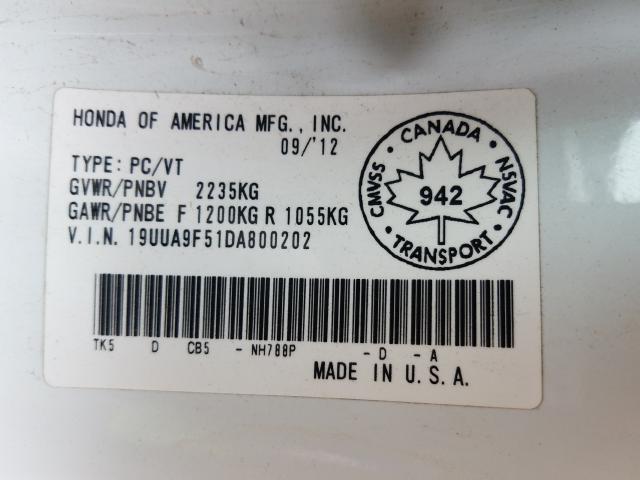 HONDA OF AMERICA MFG., INC.
09/'12
TYPE: PC/VT
GVWR/PNBV 2235KG
GAWR/PNBE F 1200KG R 1055KG
V.I.N. 19UUA9F51DA800202
CANADA
CMVSS
942
NSVAC
TRANSPORT
TK5 D CB5 - NH788P - D - A
MADE IN U.S.A.